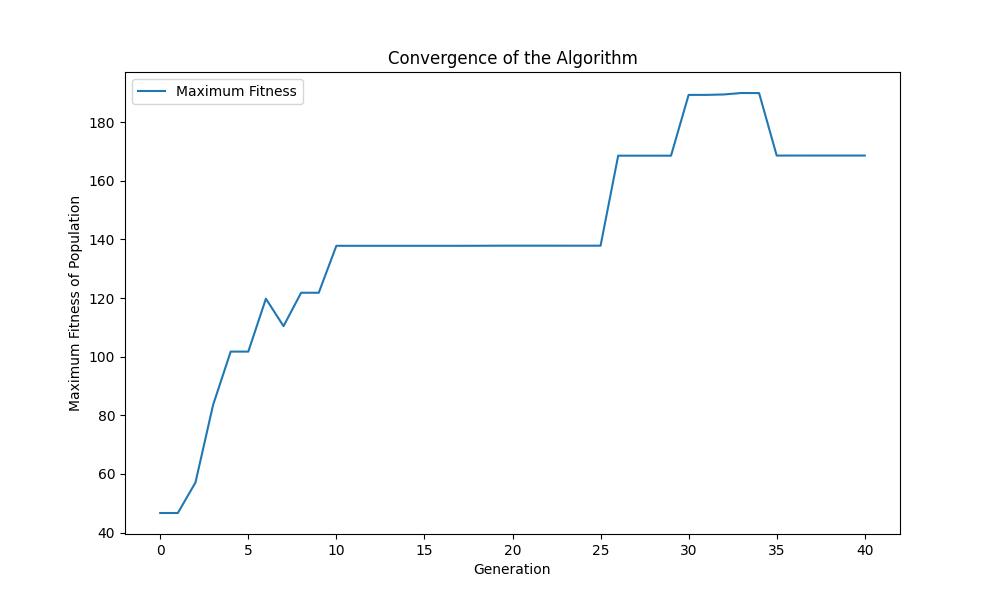 Convergence of the Algorithm
Maximum Fitness
180
160
140
120
100
80
60
40
Maximum Fitness of Population
0 5 10 15 20 25 30 35 40
Generation